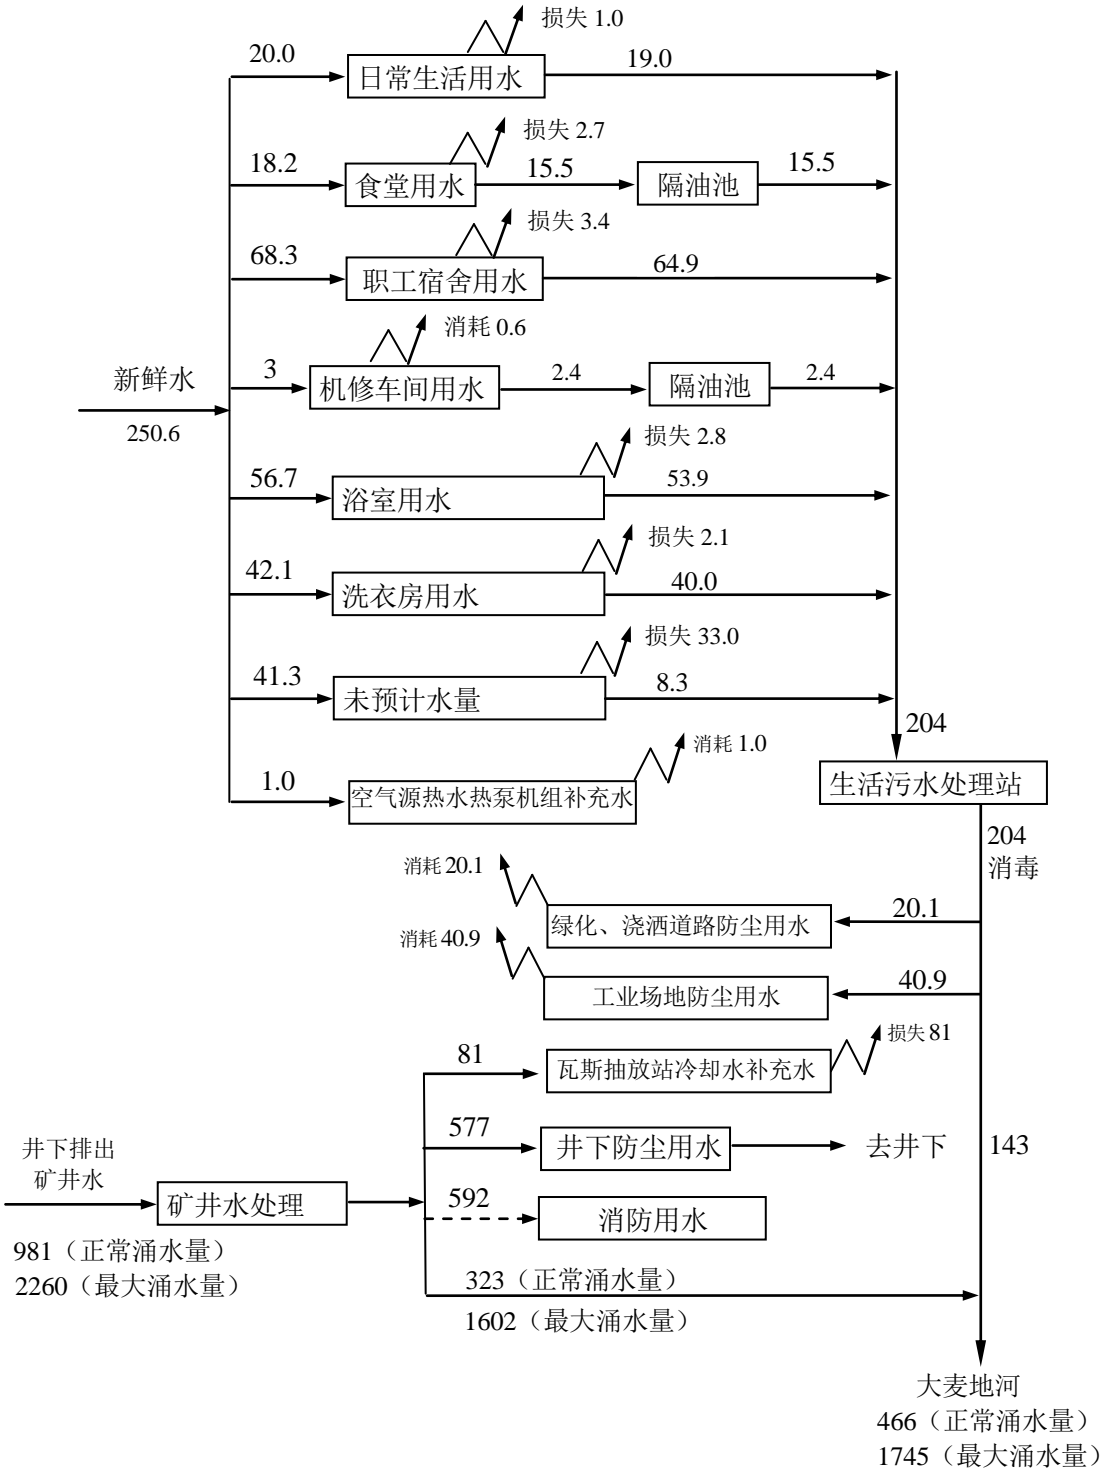 损失 1.0
20.0
日常生活用水
19.0
损失 2.7
18.2
食堂用水
15.5
隔油池
15.5
损失 3.4
68.3
职工宿舍用水
64.9
消耗 0.6
新鲜水
250.6
3
机修车间用水
2.4
隔油池
2.4
损失 2.8
56.7
浴室用水
53.9
损失 2.1
42.1
洗衣房用水
40.0
损失 33.0
41.3
未预计水量
8.3
204
消耗 1.0
1.0
空气源热水热泵机组补充水
生活污水处理站
204
消毒
消耗 20.1
绿化、浇洒道路防尘用水
20.1
消耗 40.9
工业场地防尘用水
40.9
81
瓦斯抽放站冷却水补充水
损失 81
577
井下防尘用水
去井下
143
井下排出
矿井水
矿井水处理
592
消防用水
981（正常涌水量）
2260（最大涌水量）
323（正常涌水量）
1602（最大涌水量）
大麦地河
466（正常涌水量）
1745（最大涌水量）